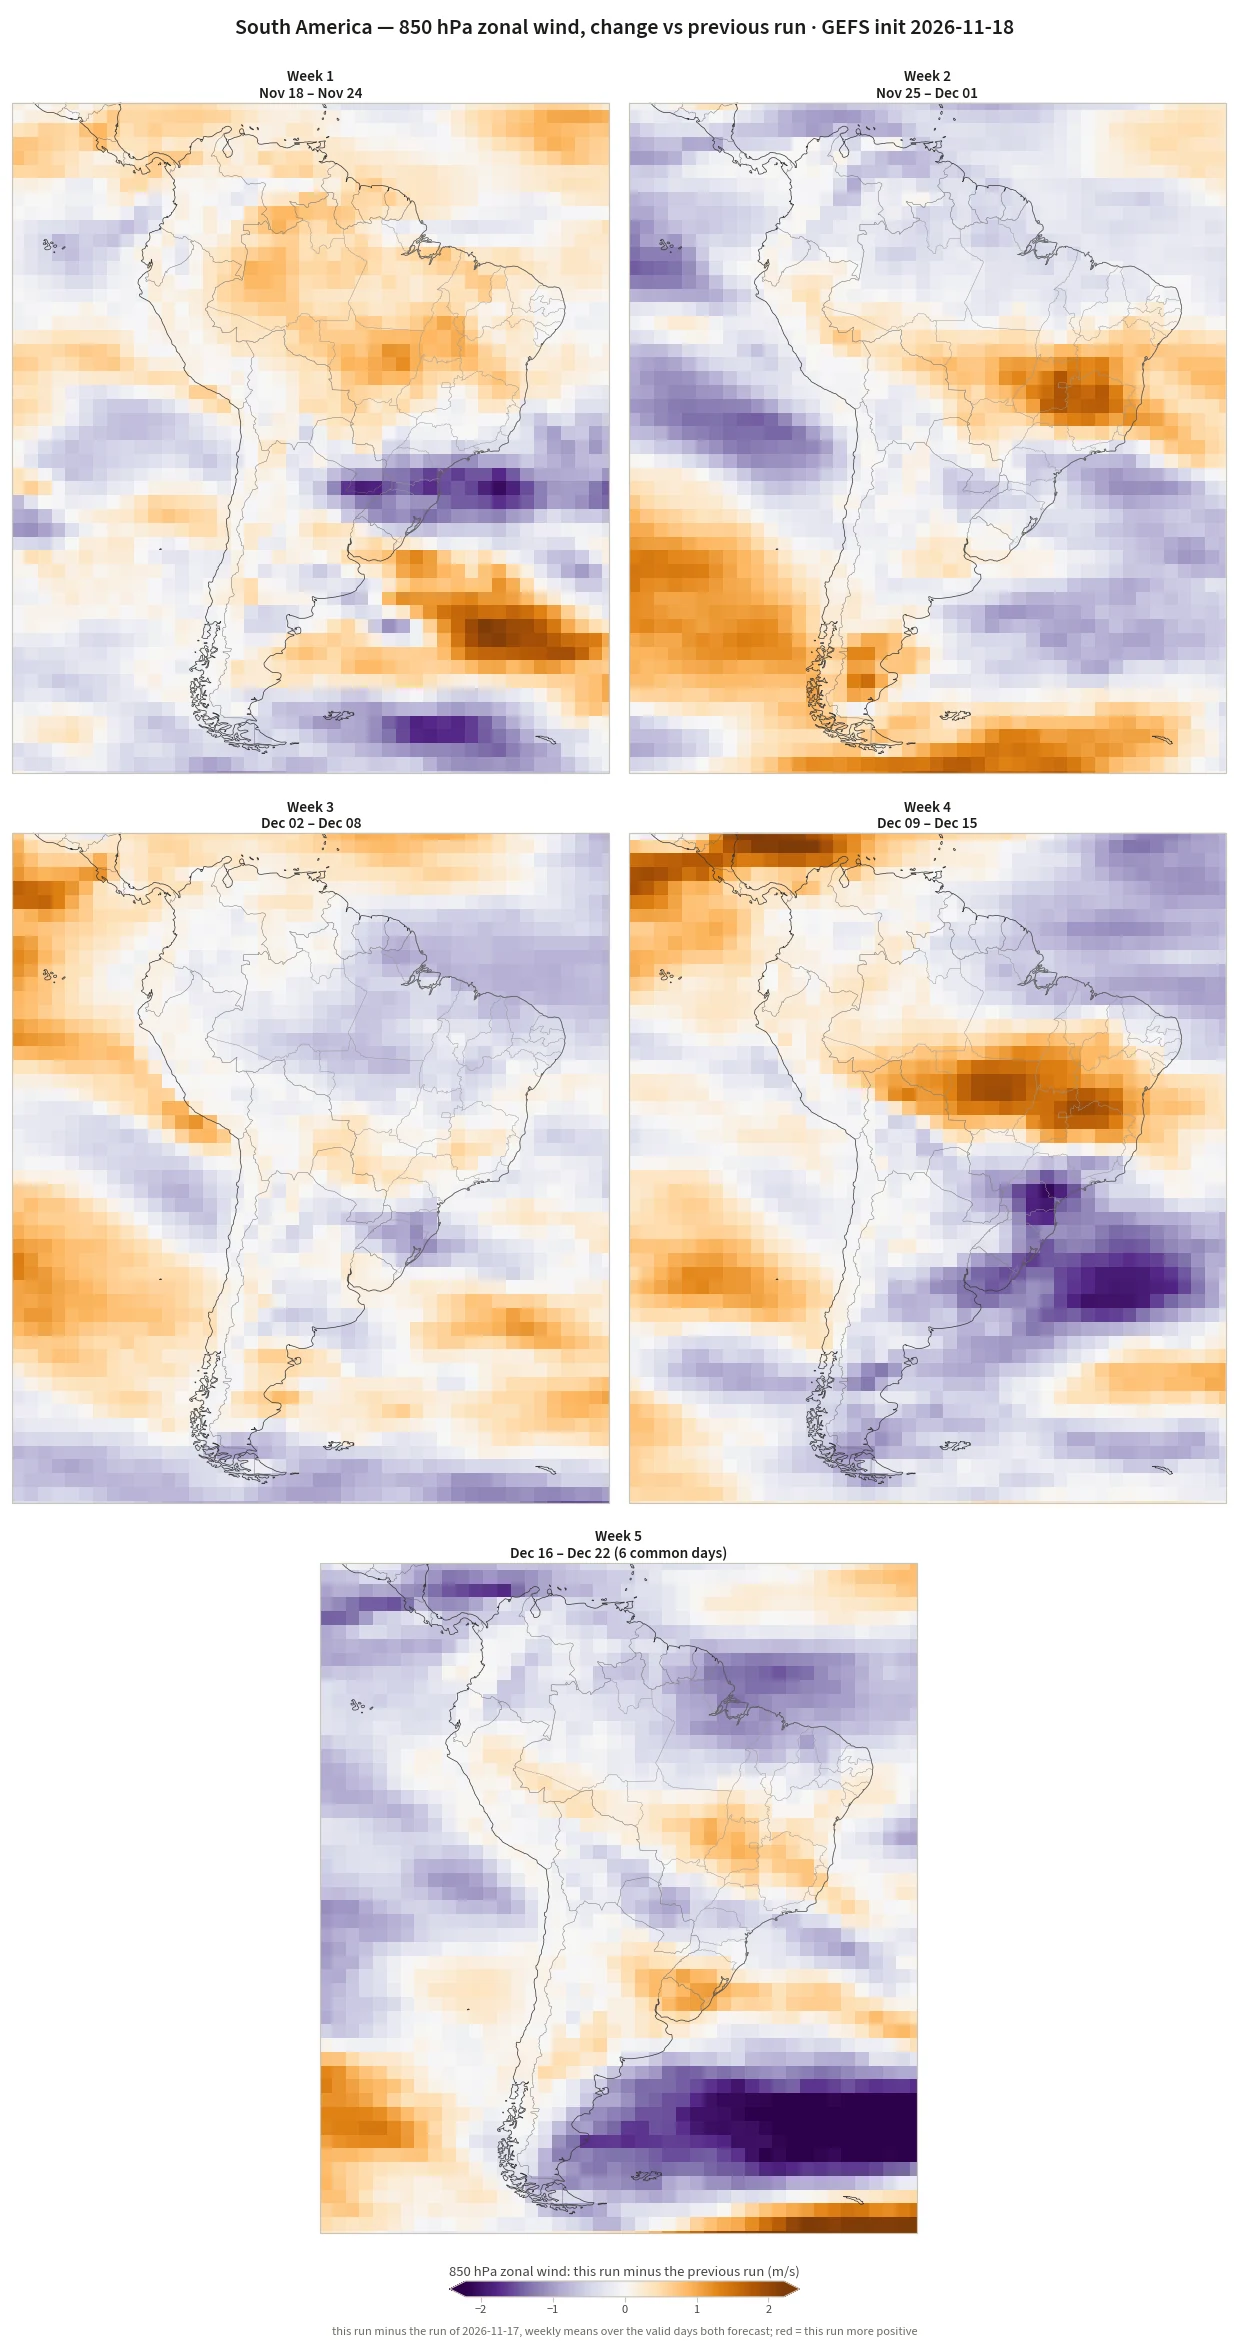 South America — 850 hPa zonal wind, change vs previous run · GEFS init 2026-11-18
Week 1
Nov 18 – Nov 24
Week 2
Nov 25 – Dec 01
Week 3
Dec 02 – Dec 08
Week 4
Dec 09 – Dec 15
Week 5
Dec 16 – Dec 22 (6 common days)
850 hPa zonal wind: this run minus the previous run (m/s)
−2 −1 0 1 2
this run minus the run of 2026-11-17, weekly means over the valid days both forecast; red = this run more positive